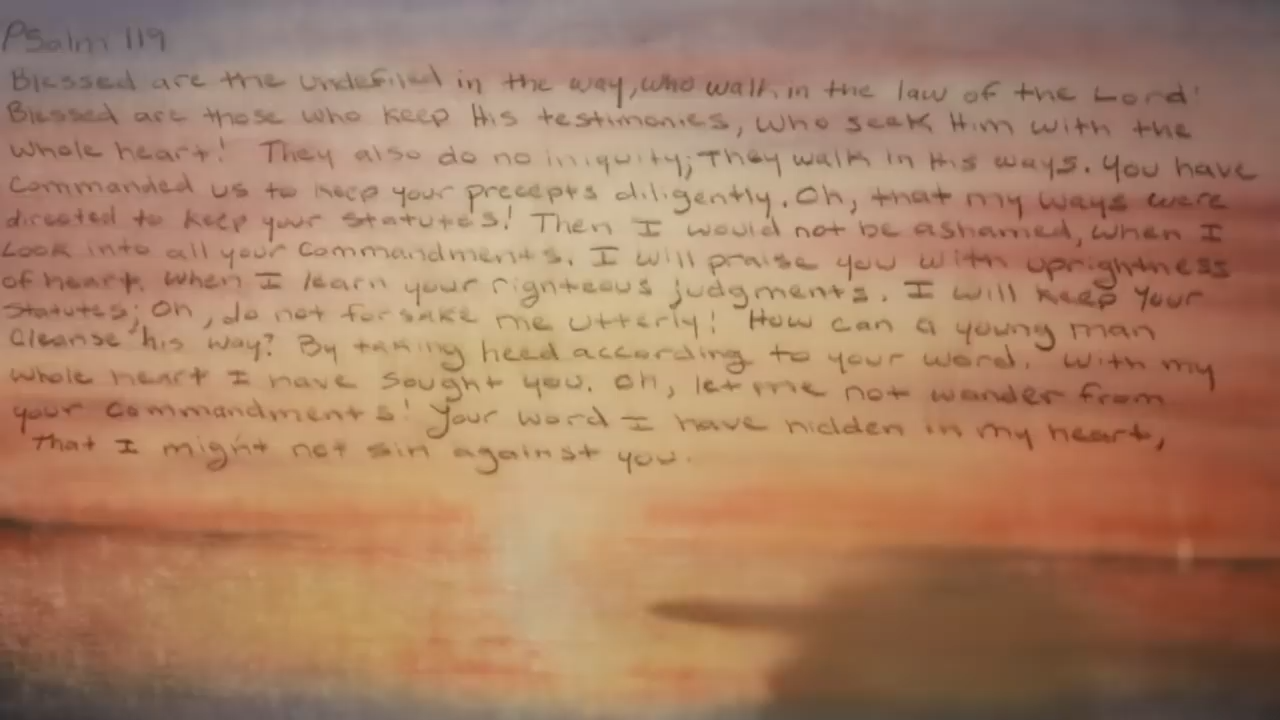 Psalm 119
Blessed are the undefiled in the way, who walk in the law of the Lord!
Blessed are those who keep His testimonies, who seek Him with the
whole heart! They also do no iniquity; They walk in His ways. You have
commanded us to keep your precepts diligently. Oh, that my ways were
directed to keep your statutes! Then I would not be ashamed, when I
Look into all your commandments. I will praise you with uprightness
of heart, when I learn your righteous judgments. I will keep your
statutes; Oh, do not forsake me utterly! How can a young man
Cleanse his way? By taking heed according to your word. With my
whole heart I have sought you. Oh, let me not wander from
your commandments! Your word I have hidden in my heart,
That I might not sin against you.